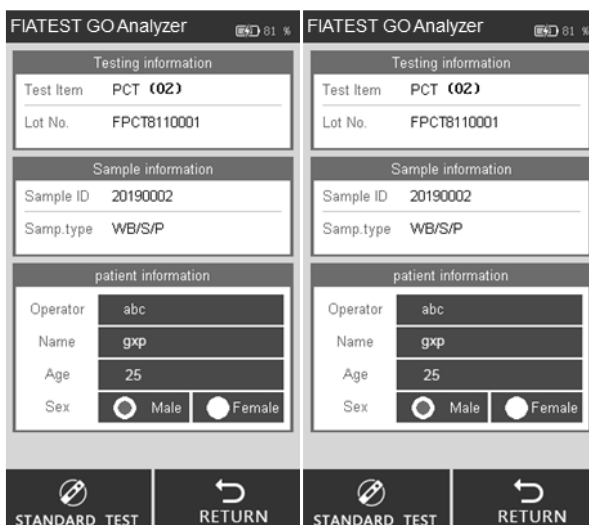 FIATEST GO Analyzer 81 %
Testing information
Test Item PCT (02)
Lot No. FPCT8110001
Sample information
Sample ID 20190002
Samp.type WB/S/P
patient information
Operator abc
Name gxp
Age 25
Sex Male Female
STANDARD TEST RETURN
FIATEST GO Analyzer 81 %
Testing information
Test Item PCT (02)
Lot No. FPCT8110001
Sample information
Sample ID 20190002
Samp.type WB/S/P
patient information
Operator abc
Name gxp
Age 25
Sex Male Female
STANDARD TEST RETURN